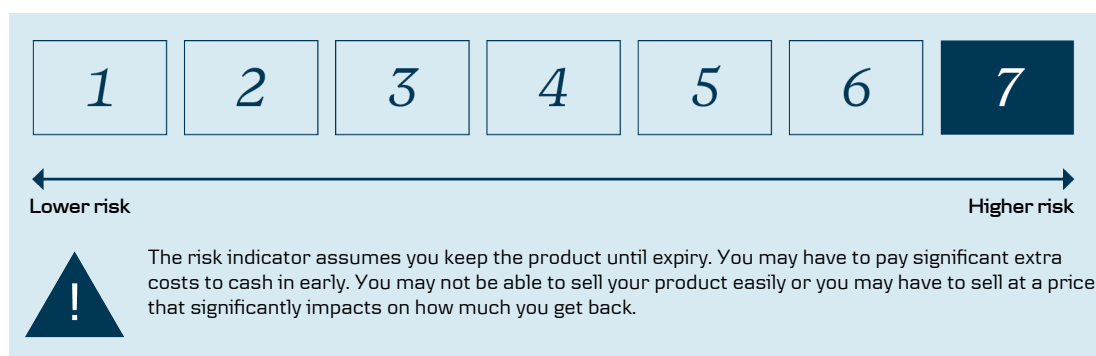 1 2 3 4 5 6 7
Lower risk Higher risk
The risk indicator assumes you keep the product until expiry. You may have to pay significant extra
costs to cash in early. You may not be able to sell your product easily or you may have to sell at a price
that significantly impacts on how much you get back.
!